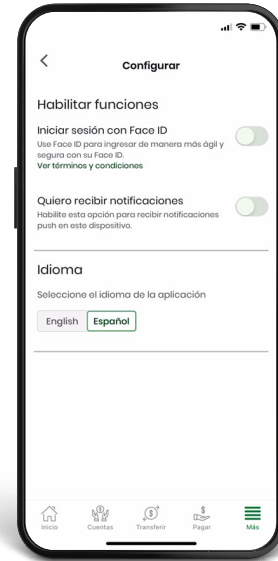 Configurar
Habilitar funciones
Iniciar sesión con Face ID
Use Face ID para ingresar de manera más ágil y
segura con su Face ID.
Ver términos y condiciones
Quiero recibir notificaciones
Habilite esta opción para recibir notificaciones
push en este dispositivo.
Idioma
Seleccione el idioma de la aplicación
English Español
Inicio Cuentas Transferir Pagar Más